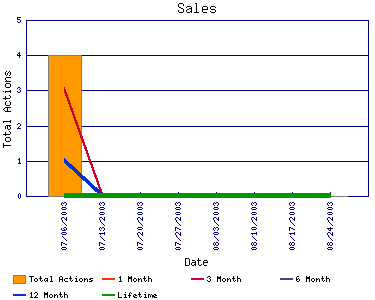 Sales
Total Actions
5
4
3
2
1
0
07/06/2003
07/13/2003
07/20/2003
07/27/2003
08/03/2003
08/10/2003
08/17/2003
08/24/2003
Date
Total Actions 1 Month 3 Month 6 Month
12 Month Lifetime